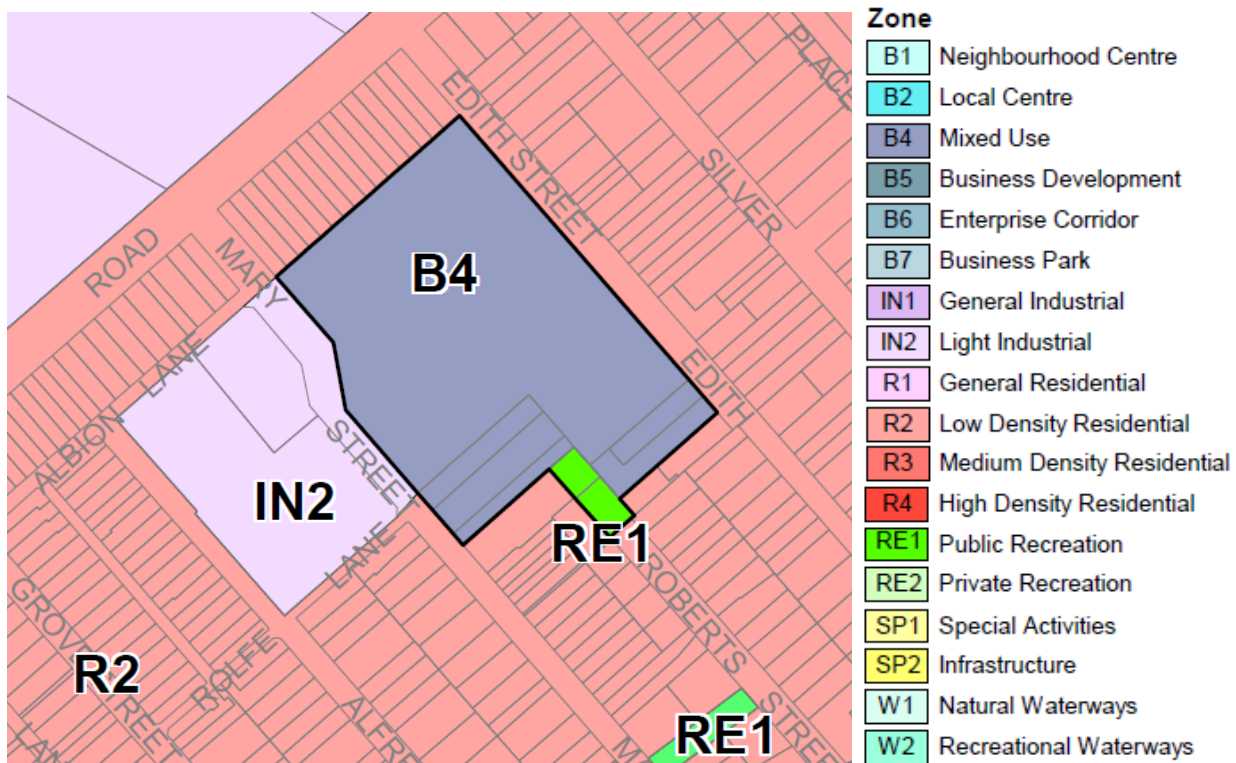 ROAD
MARY
STREET
ALBION LANE
EDITH STREET
SILVER
PLACE
EDITH
B4
IN2
LANE
RE1
ROBERTS
STREE
GROVE STREET
R2
ROLFE
ALFRE
LAN
RE1
M
Zone
B1 Neighbourhood Centre
B2 Local Centre
B4 Mixed Use
B5 Business Development
B6 Enterprise Corridor
B7 Business Park
IN1 General Industrial
IN2 Light Industrial
R1 General Residential
R2 Low Density Residential
R3 Medium Density Residential
R4 High Density Residential
RE1 Public Recreation
RE2 Private Recreation
SP1 Special Activities
SP2 Infrastructure
W1 Natural Waterways
W2 Recreational Waterways